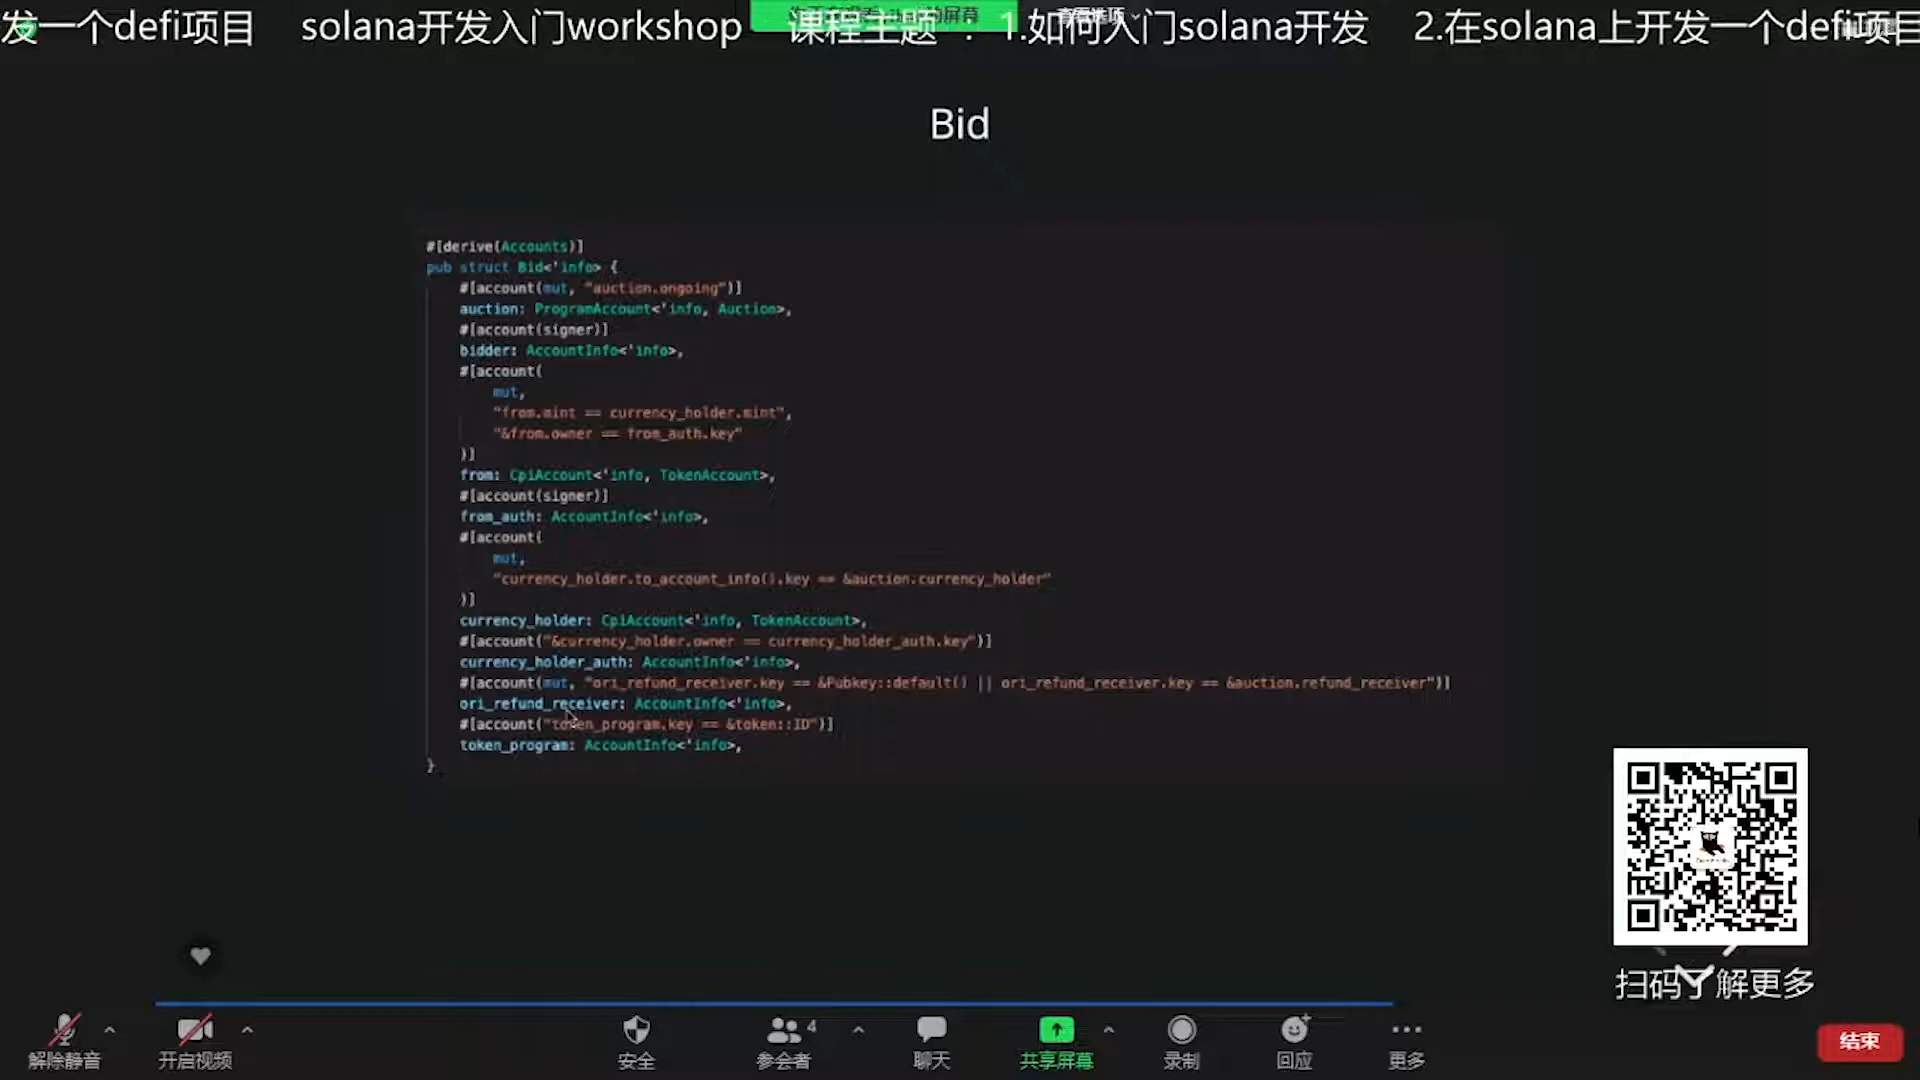 发一个defi项目 solana开发入门workshop 课程主题 : 1.如何入门solana开发 2.在solana上开发一个defi项目
查看选项
Bid
#[derive(Accounts)]
pub struct Bid<'info> {
#[account(mut, "auction.ongoing")]
auction: ProgramAccount<'info, Auction>,
#[account(signer)]
bidder: AccountInfo<'info>,
#[account(
mut,
"from.mint == currency_holder.mint",
"&from.owner == from_auth.key"
)]
from: CpiAccount<'info, TokenAccount>,
#[account(signer)]
from_auth: AccountInfo<'info>,
#[account(
mut,
"currency_holder.to_account_info().key == &auction.currency_holder"
)]
currency_holder: CpiAccount<'info, TokenAccount>,
#[account("&currency_holder.owner == currency_holder_auth.key")]
currency_holder_auth: AccountInfo<'info>,
#[account(mut, "ori_refund_receiver.key == &Pubkey::default() || ori_refund_receiver.key == &auction.refund_receiver")]
ori_refund_receiver: AccountInfo<'info>,
#[account("token_program.key == &token::ID")]
token_program: AccountInfo<'info>,
}
扫码了解更多
解除静音
开启视频
安全
4
参会者
聊天
共享屏幕
录制
回应
更多
结束